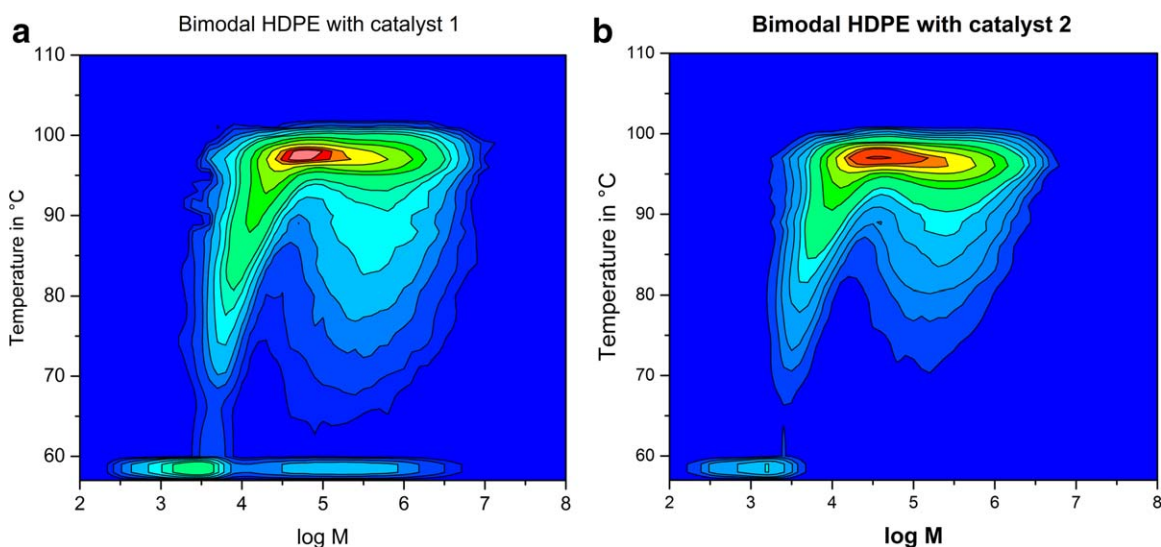 a
Bimodal HDPE with catalyst 1
Temperature in °C
110
100
90
80
70
60
2 3 4 5 6 7 8
log M
b
Bimodal HDPE with catalyst 2
Temperature in °C
110
100
90
80
70
60
2 3 4 5 6 7 8
log M